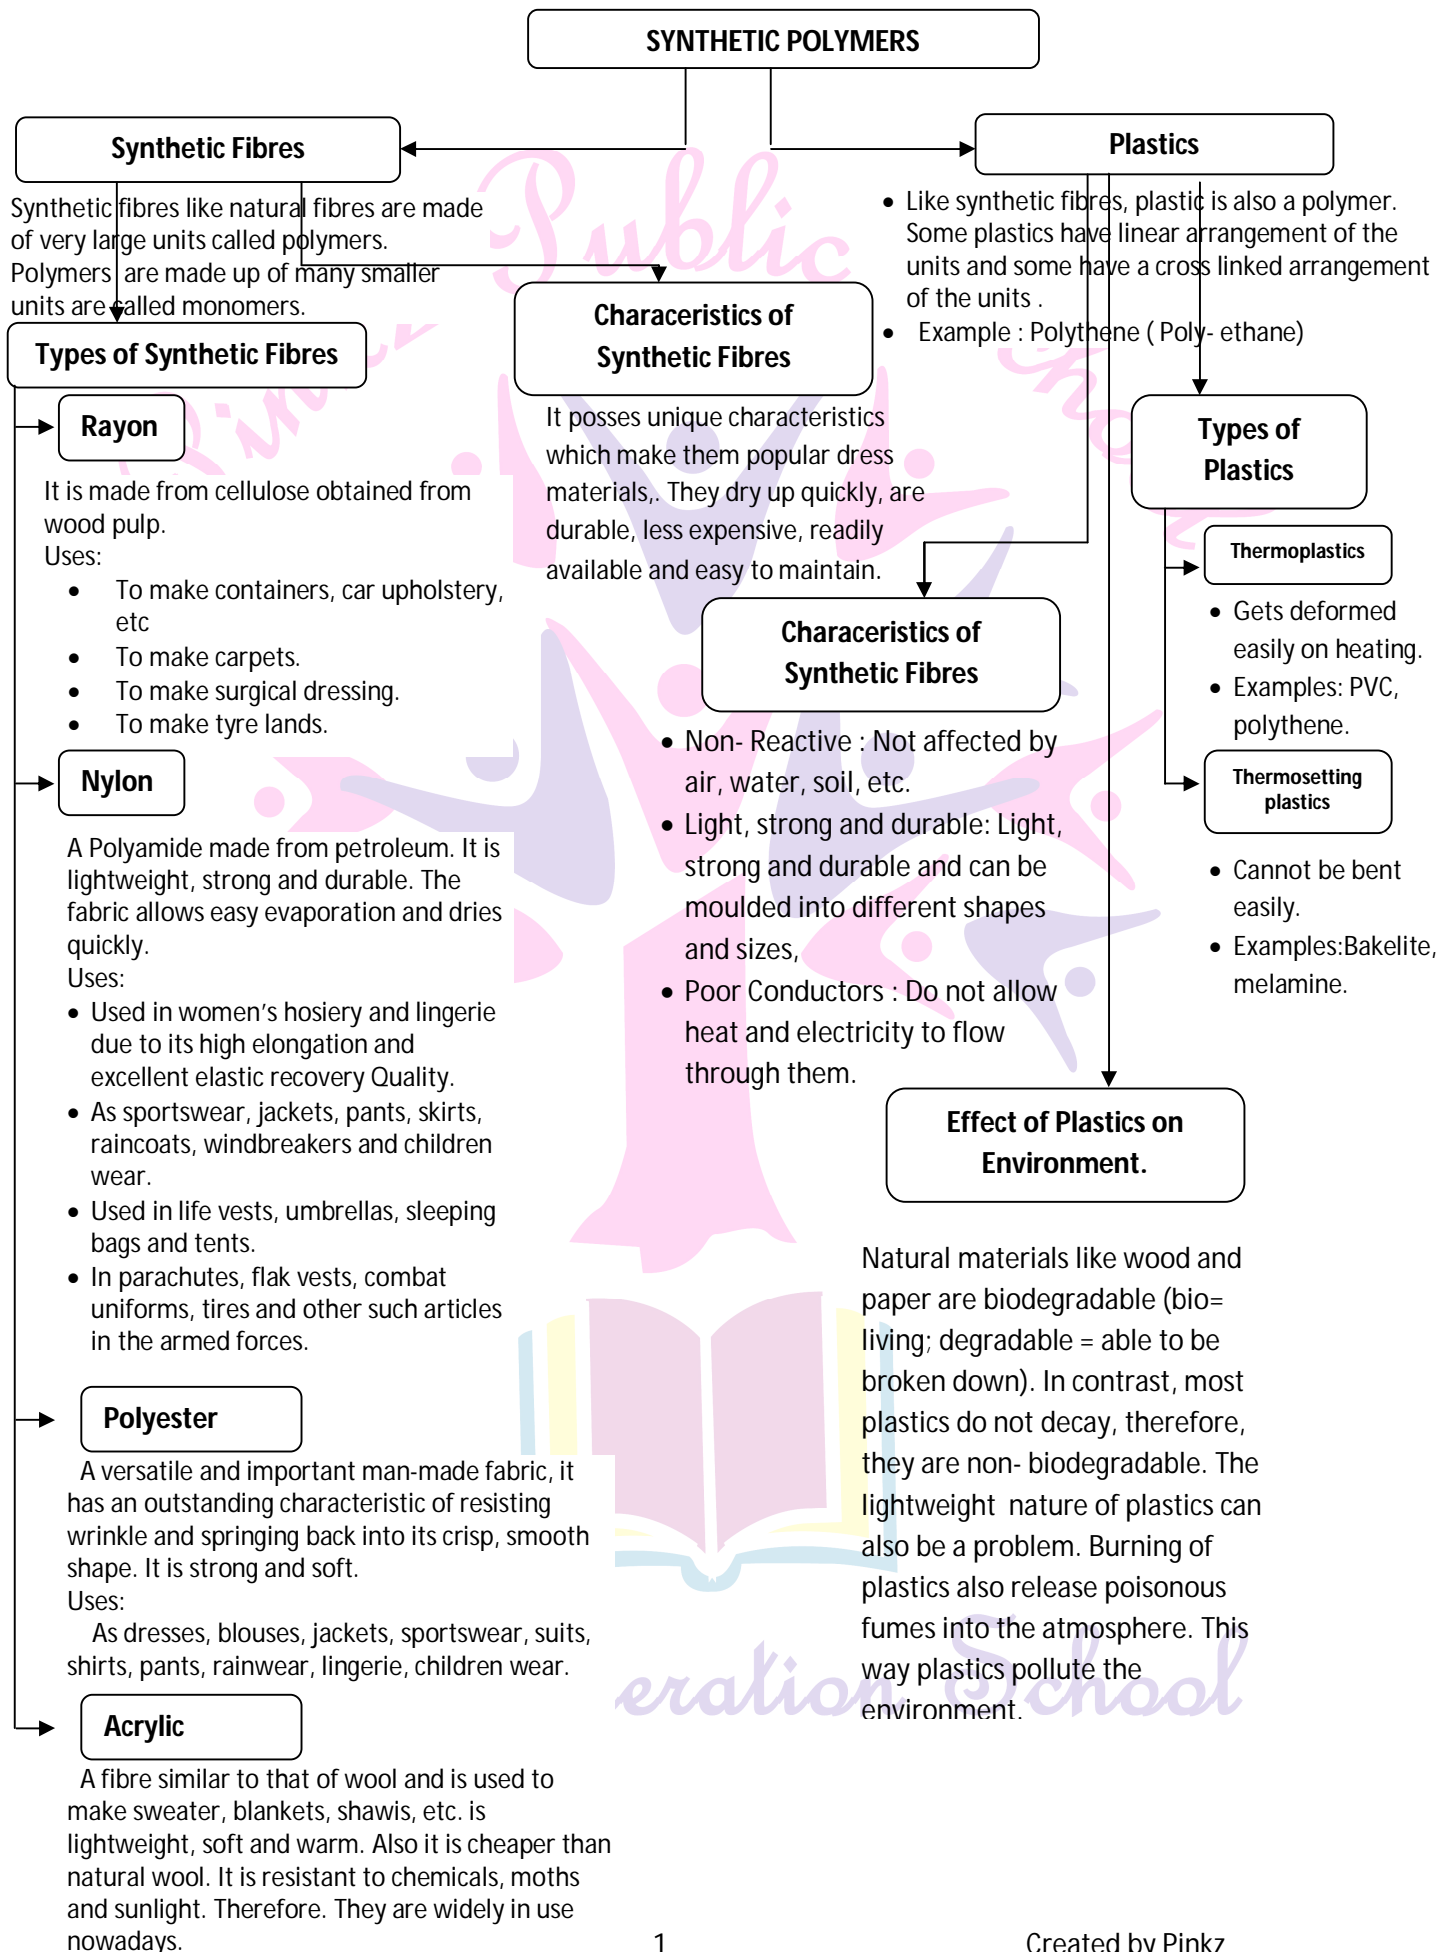 SYNTHETIC POLYMERS
Synthetic Fibres
Synthetic fibres like natural fibres are made
of very large units called polymers.
Polymers are made up of many smaller
units are called monomers.
Types of Synthetic Fibres
Rayon
It is made from cellulose obtained from
wood pulp.
Uses:
• To make containers, car upholstery,
etc
• To make carpets.
• To make surgical dressing.
• To make tyre lands.
Nylon
A Polyamide made from petroleum. It is
lightweight, strong and durable. The
fabric allows easy evaporation and dries
quickly.
Uses:
• Used in women's hosiery and lingerie
due to its high elongation and
excellent elastic recovery Quality.
• As sportswear, jackets, pants, skirts,
raincoats, windbreakers and children
wear.
• Used in life vests, umbrellas, sleeping
bags and tents.
• In parachutes, flak vests, combat
uniforms, tires and other such articles
in the armed forces.
Polyester
A versatile and important man-made fabric, it
has an outstanding characteristic of resisting
wrinkle and springing back into its crisp, smooth
shape. It is strong and soft.
Uses:
As dresses, blouses, jackets, sportswear, suits,
shirts, pants, rainwear, lingerie, children wear.
Acrylic
A fibre similar to that of wool and is used to
make sweater, blankets, shawis, etc. is
lightweight, soft and warm. Also it is cheaper than
natural wool. It is resistant to chemicals, moths
and sunlight. Therefore. They are widely in use
nowadays.
Characeristics of
Synthetic Fibres
It posses unique characteristics
which make them popular dress
materials,. They dry up quickly, are
durable, less expensive, readily
available and easy to maintain.
Plastics
• Like synthetic fibres, plastic is also a polymer.
Some plastics have linear arrangement of the
units and some have a cross linked arrangement
of the units .
• Example : Polythene ( Poly- ethane)
Characeristics of
Synthetic Fibres
• Non- Reactive : Not affected by
air, water, soil, etc.
• Light, strong and durable: Light,
strong and durable and can be
moulded into different shapes
and sizes,
• Poor Conductors : Do not allow
heat and electricity to flow
through them.
Types of
Plastics
Thermoplastics
• Gets deformed
easily on heating.
• Examples: PVC,
polythene.
Thermosetting
plastics
• Cannot be bent
easily.
• Examples:Bakelite,
melamine.
Effect of Plastics on
Environment.
Natural materials like wood and
paper are biodegradable (bio=
living; degradable = able to be
broken down). In contrast, most
plastics do not decay, therefore,
they are non- biodegradable. The
lightweight nature of plastics can
also be a problem. Burning of
plastics also release poisonous
fumes into the atmosphere. This
way plastics pollute the
environment.
Public
eration School
1
Created by Pinkz